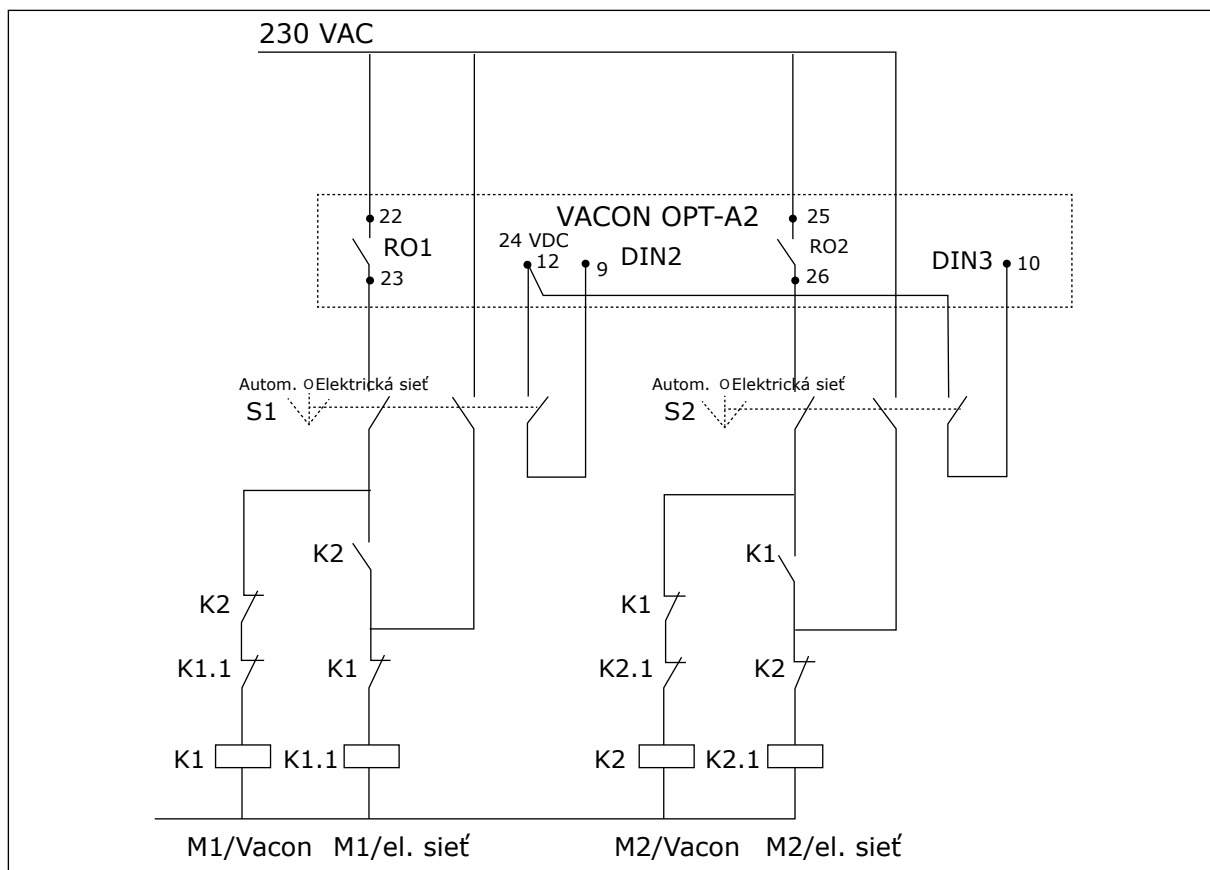 230 VAC
22
VACON OPT-A2
25
24 VDC
RO1
12
9
DIN2
RO2
DIN3
10
23
26
Autom. O Elektrická sieť
S1
Autom. O Elektrická sieť
S2
K2
K1
K2
K1
K1.1
K1
K2.1
K2
K1
K1.1
K2
K2.1
M1/Vacon
M1/el. sieť
M2/Vacon
M2/el. sieť